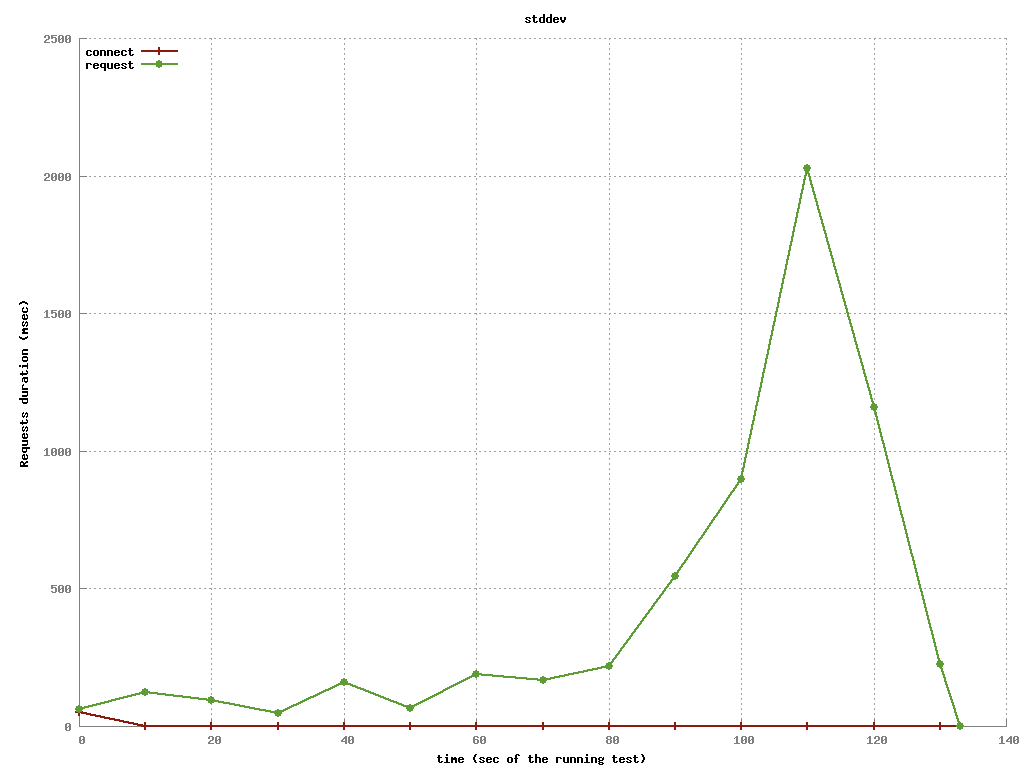 stddev
2500
connect
request
2000
1500
1000
500
0
Requests duration (msec)
0 20 40 60 80 100 120 140
time (sec of the running test)